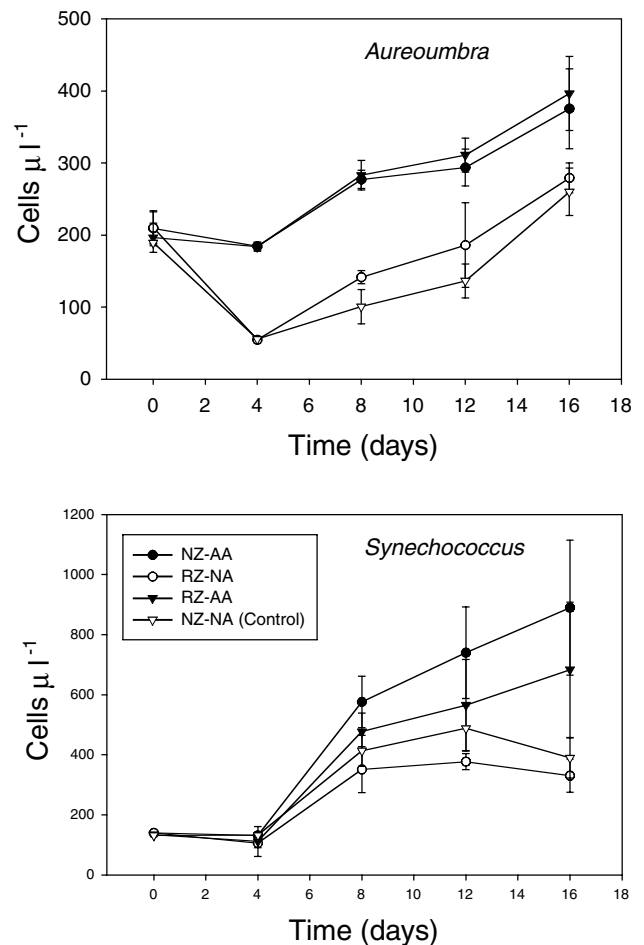 500
Aureoumbra
400
300
200
100
0
Cells μ l⁻¹
0 2 4 6 8 10 12 14 16 18
Time (days)
1200
NZ-AA
RZ-NA
RZ-AA
NZ-NA (Control)
Synechococcus
1000
800
600
400
200
0
Cells μ l⁻¹
0 2 4 6 8 10 12 14 16 18
Time (days)